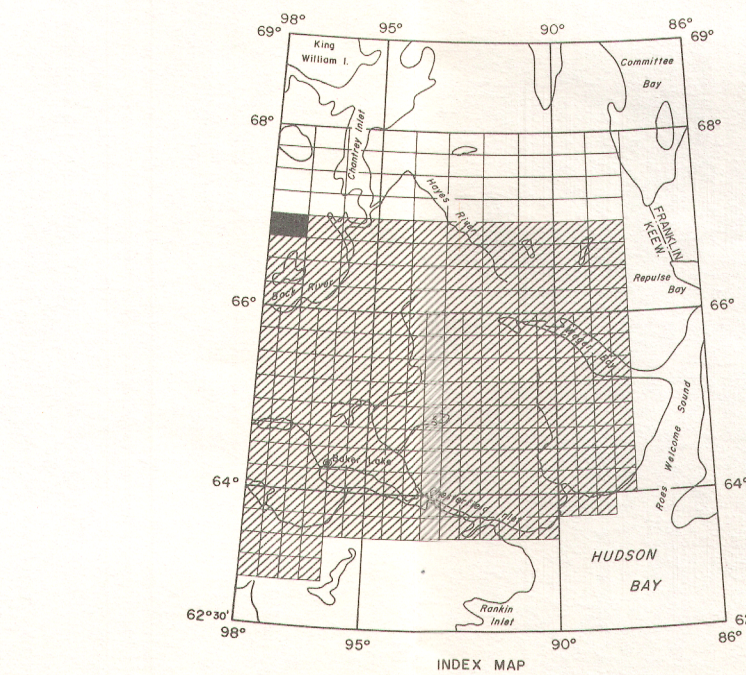 98° 95° 90° 86°
69° 69°
King
William I.
Committee
Bay
68° 68°
Chantrey Inlet
Hayes River
FRANKLIN
KEEW.
Back River
Repulse
Bay
66° 66°
Wager Bay
Roes Welcome Sound
Baker Lake
64° 64°
Chesterfield Inlet
HUDSON
BAY
Rankin
Inlet
62°30'
98° 95° 90° 86°
INDEX MAP